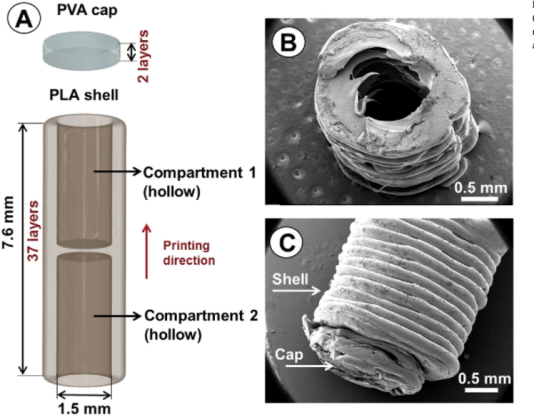 A
PVA cap
2 layers
PLA shell
7.6 mm
37 layers
Compartment 1
(hollow)
Printing
direction
Compartment 2
(hollow)
1.5 mm
B
0.5 mm
C
Shell
Cap
0.5 mm